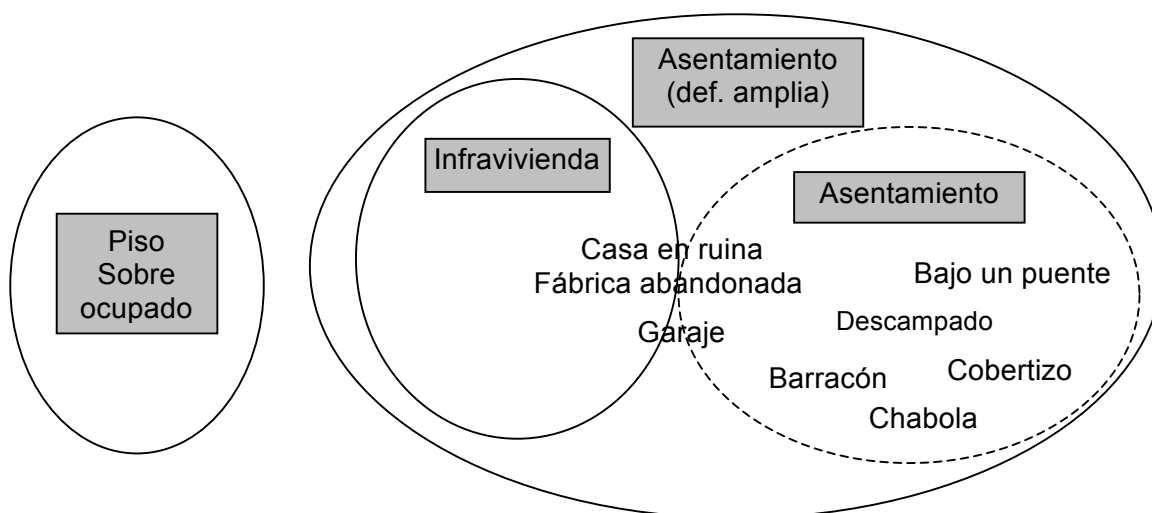 Asentamiento
(def. amplia)
Infravivienda
Asentamiento
Piso
Sobre
ocupado
Casa en ruina
Fábrica abandonada
Garaje
Bajo un puente
Descampado
Barracón
Cobertizo
Chabola